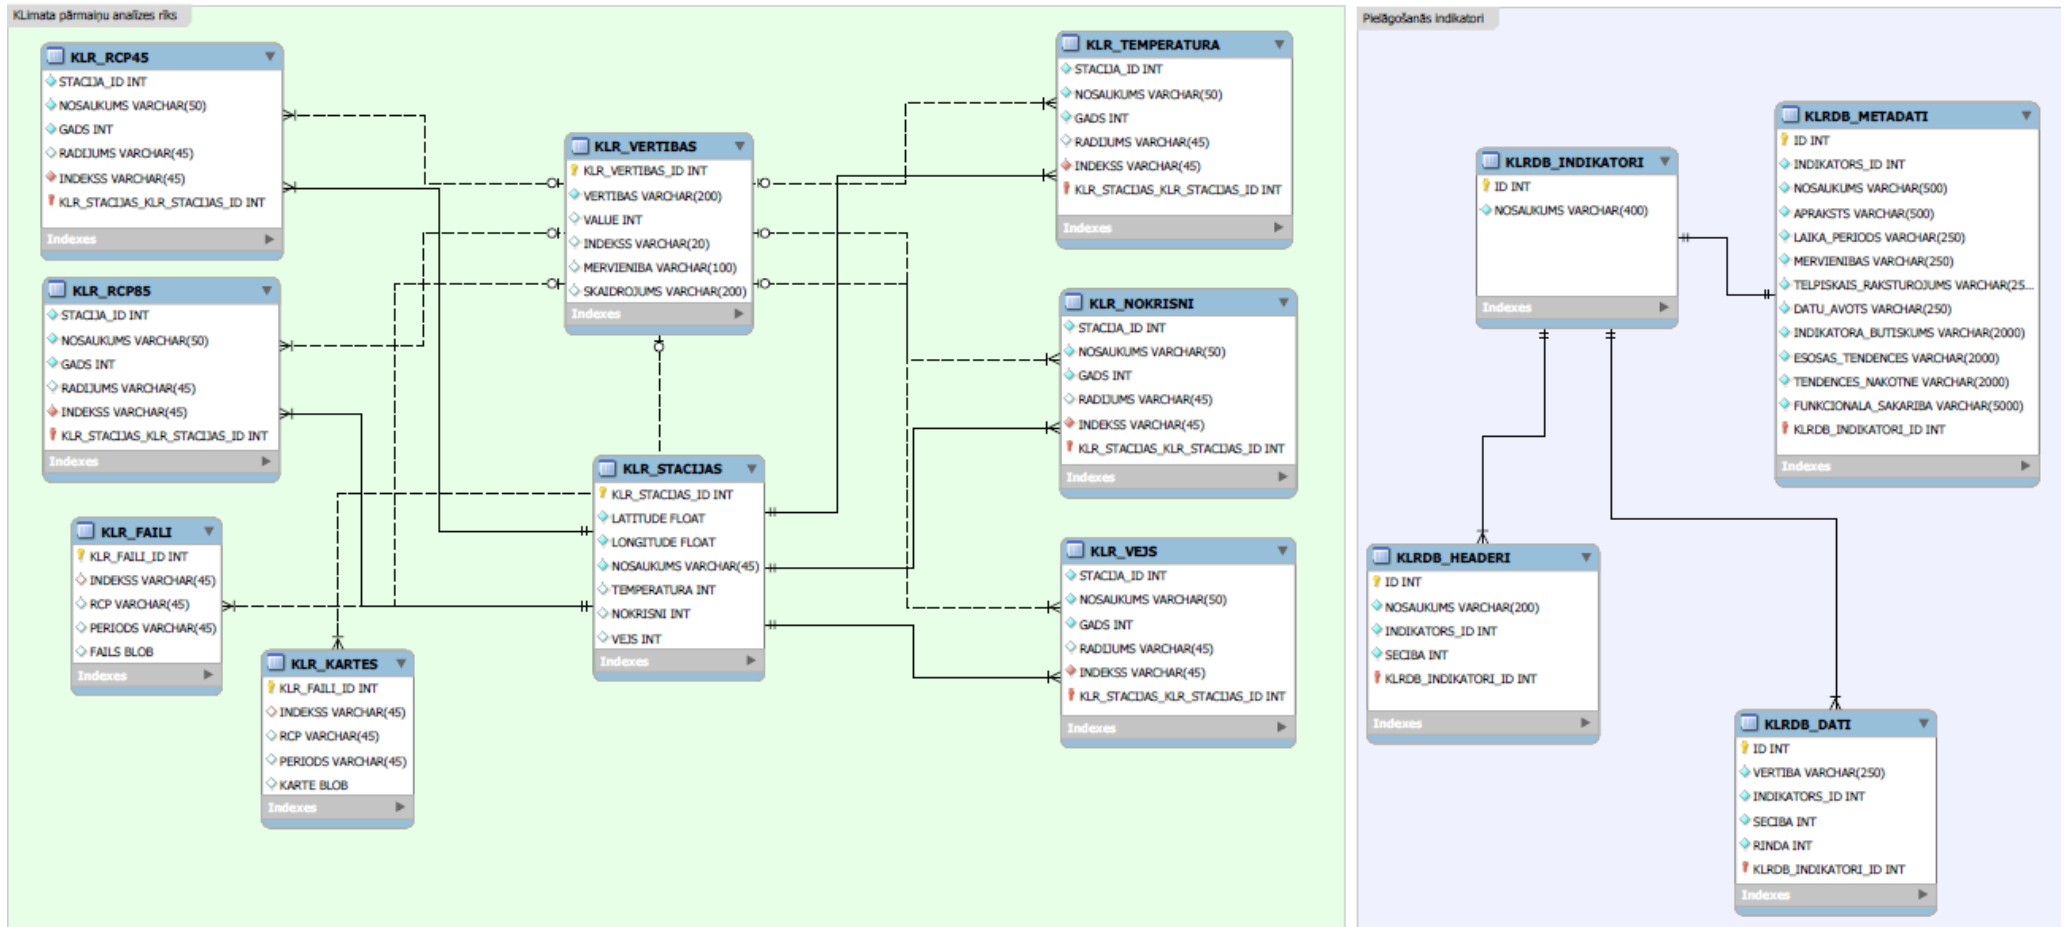 KLimata pārmaiņu analīzes rīks
KLR_RCP45
STACIJA_ID INT
NOSAUKUMS VARCHAR(50)
GADS INT
RADIJUMS VARCHAR(45)
INDEKSS VARCHAR(45)
KLR_STACIJAS_KLR_STACIJAS_ID INT
Indexes
KLR_RCP85
STACIJA_ID INT
NOSAUKUMS VARCHAR(50)
GADS INT
RADIJUMS VARCHAR(45)
INDEKSS VARCHAR(45)
KLR_STACIJAS_KLR_STACIJAS_ID INT
Indexes
KLR_FAILI
KLR_FAILI_ID INT
INDEKSS VARCHAR(45)
RCP VARCHAR(45)
PERIODS VARCHAR(45)
FAILS BLOB
Indexes
KLR_KARTES
KLR_FAILI_ID INT
INDEKSS VARCHAR(45)
RCP VARCHAR(45)
PERIODS VARCHAR(45)
KARTE BLOB
Indexes
KLR_VERTIBAS
KLR_VERTIBAS_ID INT
VERTIBAS VARCHAR(200)
VALUE INT
INDEKSS VARCHAR(20)
MERVIENIBA VARCHAR(100)
SKAIDROJUMS VARCHAR(200)
Indexes
KLR_STACIJAS
KLR_STACIJAS_ID INT
LATITUDE FLOAT
LONGITUDE FLOAT
NOSAUKUMS VARCHAR(45)
TEMPERATURA INT
NOKRISNI INT
VEJS INT
Indexes
KLR_TEMPERATURA
STACIJA_ID INT
NOSAUKUMS VARCHAR(50)
GADS INT
RADIJUMS VARCHAR(45)
INDEKSS VARCHAR(45)
KLR_STACIJAS_KLR_STACIJAS_ID INT
Indexes
KLR_NOKRISNI
STACIJA_ID INT
NOSAUKUMS VARCHAR(50)
GADS INT
RADIJUMS VARCHAR(45)
INDEKSS VARCHAR(45)
KLR_STACIJAS_KLR_STACIJAS_ID INT
Indexes
KLR_VEJS
STACIJA_ID INT
NOSAUKUMS VARCHAR(50)
GADS INT
RADIJUMS VARCHAR(45)
INDEKSS VARCHAR(45)
KLR_STACIJAS_KLR_STACIJAS_ID INT
Indexes
Pielāgošanās indikatori
KLRDB_INDIKATORI
ID INT
NOSAUKUMS VARCHAR(400)
Indexes
KLRDB_METADATI
ID INT
INDIKATORS_ID INT
NOSAUKUMS VARCHAR(500)
APRAKSTS VARCHAR(500)
LAIKA_PERIODS VARCHAR(250)
MERVIENIBAS VARCHAR(250)
TELPISKAIS_RAKSTUROJUMS VARCHAR(25...
DATU_AVOTS VARCHAR(250)
INDIKATORA_BUTISKUMS VARCHAR(2000)
ESOSAS_TENDENCES VARCHAR(2000)
TENDENCES_NAKOTNE VARCHAR(2000)
FUNKCIONALA_SAKARIBA VARCHAR(5000)
KLRDB_INDIKATORI_ID INT
Indexes
KLRDB_HEADERI
ID INT
NOSAUKUMS VARCHAR(200)
INDIKATORS_ID INT
SECIBA INT
KLRDB_INDIKATORI_ID INT
Indexes
KLRDB_DATI
ID INT
VERTIBA VARCHAR(250)
INDIKATORS_ID INT
SECIBA INT
RINDA INT
KLRDB_INDIKATORI_ID INT
Indexes